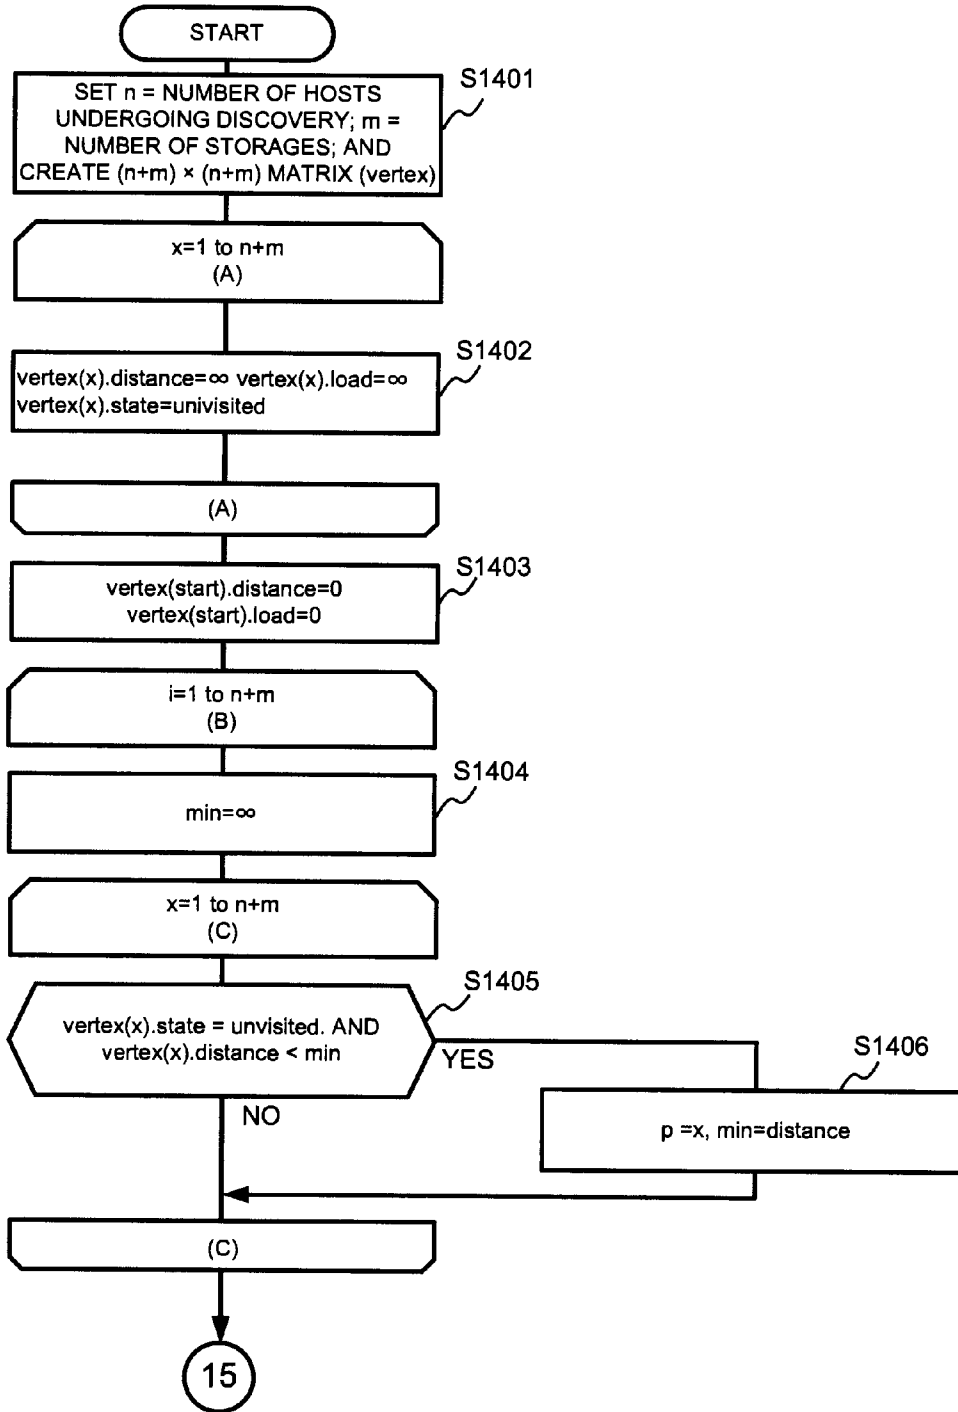 START
S1401
SET n = NUMBER OF HOSTS
UNDERGOING DISCOVERY; m =
NUMBER OF STORAGES; AND
CREATE (n+m) × (n+m) MATRIX (vertex)
x=1 to n+m
(A)
S1402
vertex(x).distance=∞ vertex(x).load=∞
vertex(x).state=univisited
(A)
S1403
vertex(start).distance=0
vertex(start).load=0
i=1 to n+m
(B)
S1404
min=∞
x=1 to n+m
(C)
S1405
vertex(x).state = unvisited. AND
vertex(x).distance < min
YES
S1406
NO
p =x, min=distance
(C)
15